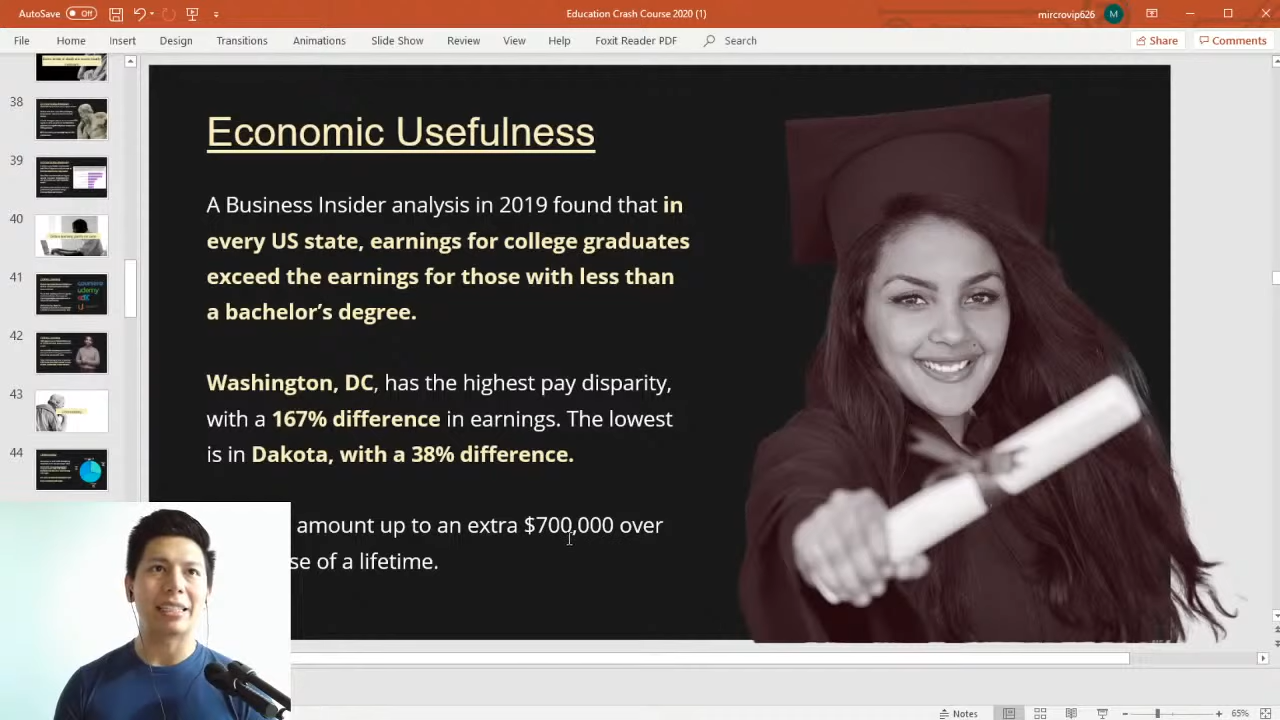 AutoSave Off
Education Crash Course 2020 (1)
mircrovip626 M
File Home Insert Design Transitions Animations Slide Show Review View Help Foxit Reader PDF Search Share Comments
38
39
40
41
42
43
44
coursera
udemy
edX
Economic Usefulness
A Business Insider analysis in 2019 found that in
every US state, earnings for college graduates
exceed the earnings for those with less than
a bachelor’s degree.
Washington, DC, has the highest pay disparity,
with a 167% difference in earnings. The lowest
is in Dakota, with a 38% difference.
amount up to an extra $700,000 over
se of a lifetime.
Notes 65%